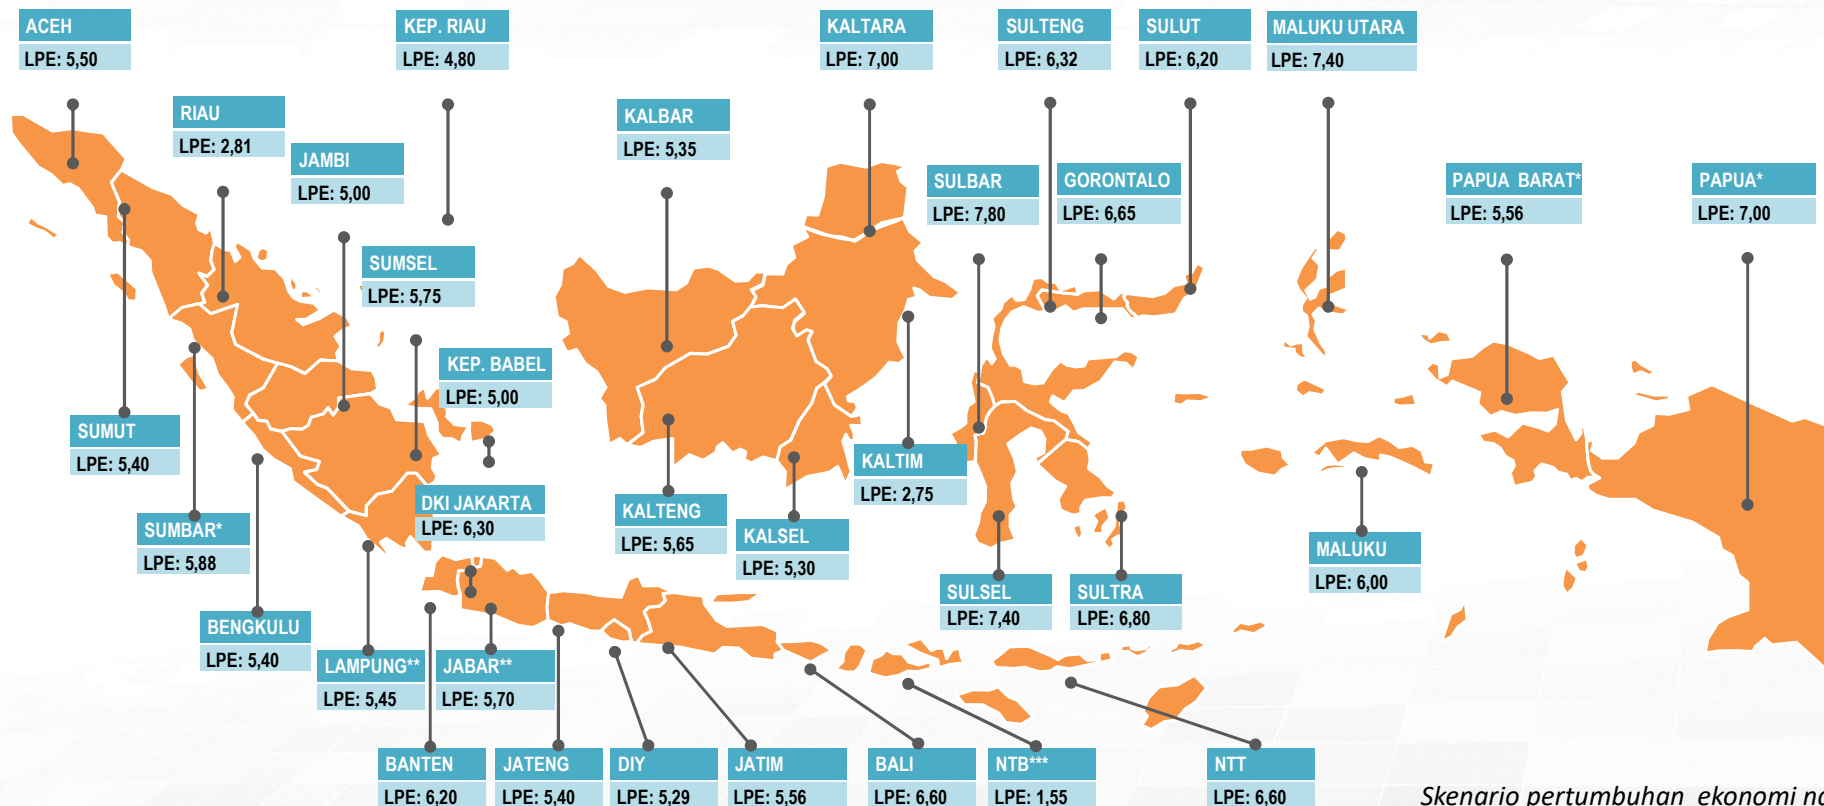 ACEH
LPE: 5,50
KEP. RIAU
LPE: 4,80
KALTARA
LPE: 7,00
SULTENG
LPE: 6,32
SULUT
LPE: 6,20
MALUKU UTARA
LPE: 7,40
RIAU
LPE: 2,81
KALBAR
LPE: 5,35
JAMBI
LPE: 5,00
SULBAR
LPE: 7,80
GORONTALO
LPE: 6,65
PAPUA BARAT*
LPE: 5,56
PAPUA*
LPE: 7,00
SUMSEL
LPE: 5,75
KEP. BABEL
LPE: 5,00
SUMUT
LPE: 5,40
KALTIM
LPE: 2,75
DKI JAKARTA
LPE: 6,30
KALTENG
LPE: 5,65
SUMBAR*
LPE: 5,88
KALSEL
LPE: 5,30
MALUKU
LPE: 6,00
SULSEL
LPE: 7,40
SULTRA
LPE: 6,80
BENGKULU
LPE: 5,40
LAMPUNG**
LPE: 5,45
JABAR**
LPE: 5,70
BANTEN
LPE: 6,20
JATENG
LPE: 5,40
DIY
LPE: 5,29
JATIM
LPE: 5,56
BALI
LPE: 6,60
NTB***
LPE: 1,55
NTT
LPE: 6,60
Skenario pertumbuhan ekonomi